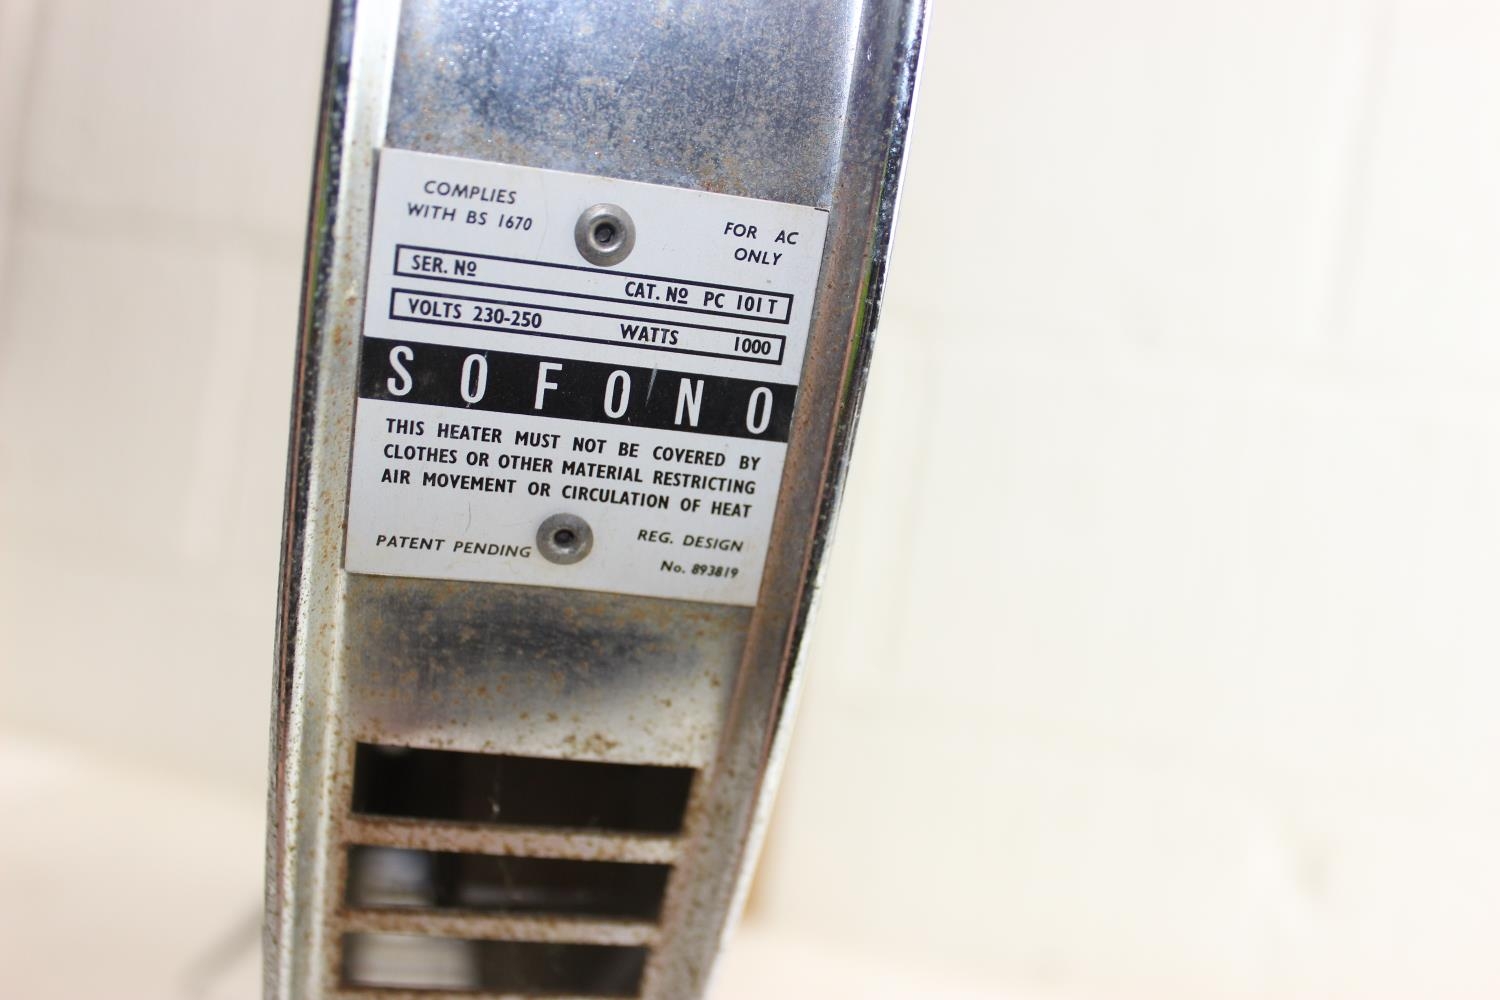 COMPLIES
WITH BS 1670
FOR AC
ONLY
SER. Nº
CAT. Nº PC 101T
VOLTS 230-250 WATTS 1000
SOFONO
THIS HEATER MUST NOT BE COVERED BY
CLOTHES OR OTHER MATERIAL RESTRICTING
AIR MOVEMENT OR CIRCULATION OF HEAT
PATENT PENDING
REG. DESIGN
No. 893819